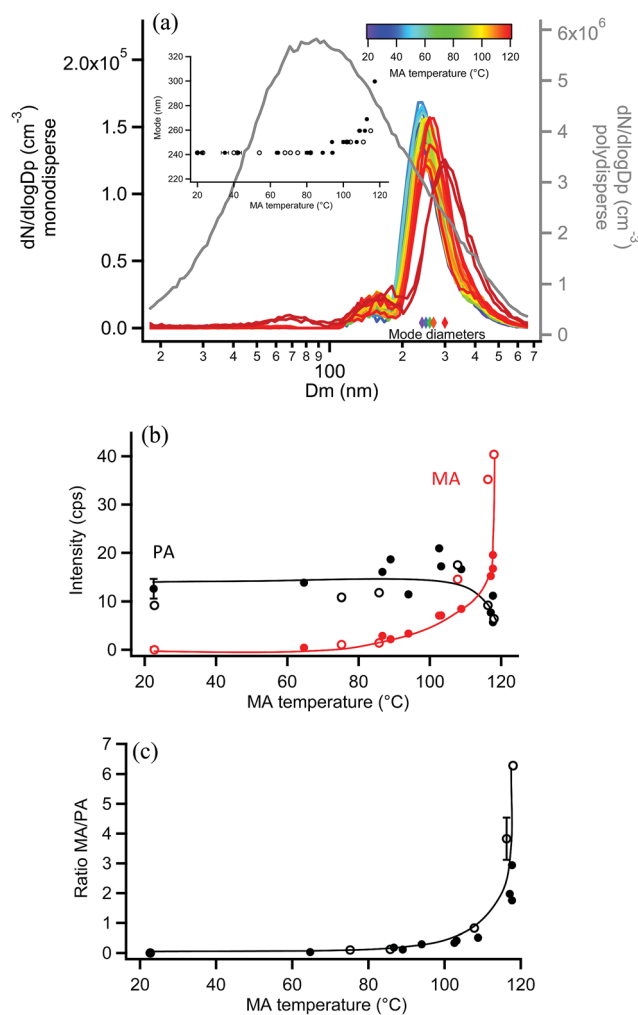 (a)
20 40 60 80 100 120
MA temperature (°C)
2.0x10⁵
1.5
1.0
0.5
0.0
dN/dlogDp (cm⁻³)
monodisperse
6x10⁶
5
4
3
2
1
0
dN/dlogDp (cm⁻³)
polydisperse
320
300
280
260
240
220
Mode (nm)
20 40 60 80 100 120
MA temperature (°C)
Mode diameters
2 3 4 5 6 7 8 9 100 2 3 4 5 6 7
Dm (nm)
(b)
40
30
20
10
0
Intensity (cps)
MA
PA
20 40 60 80 100 120
MA temperature (°C)
(c)
7
6
5
4
3
2
1
0
Ratio MA/PA
20 40 60 80 100 120
MA temperature (°C)